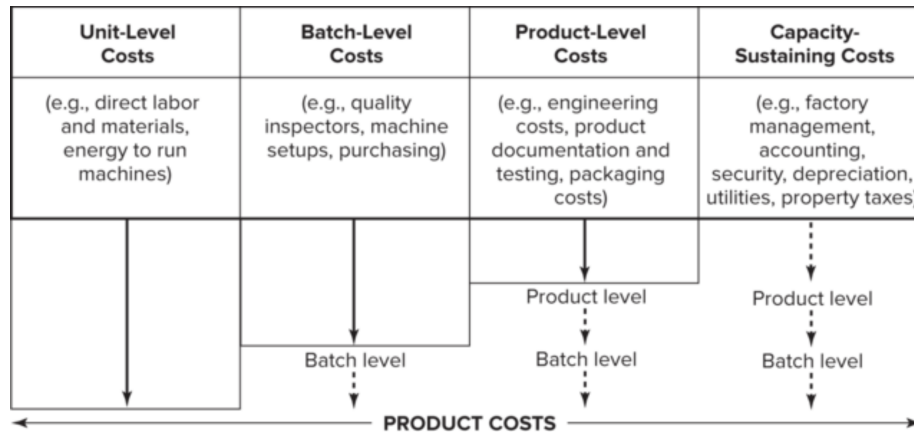 Unit-Level
Costs
Batch-Level
Costs
Product-Level
Costs
Capacity-
Sustaining Costs
(e.g., direct labor
and materials,
energy to run
machines)
(e.g., quality
inspectors, machine
setups, purchasing)
(e.g., engineering
costs, product
documentation and
testing, packaging
costs)
(e.g., factory
management,
accounting,
security, depreciation,
utilities, property taxes)
Product level
Product level
Batch level
Batch level
Batch level
PRODUCT COSTS